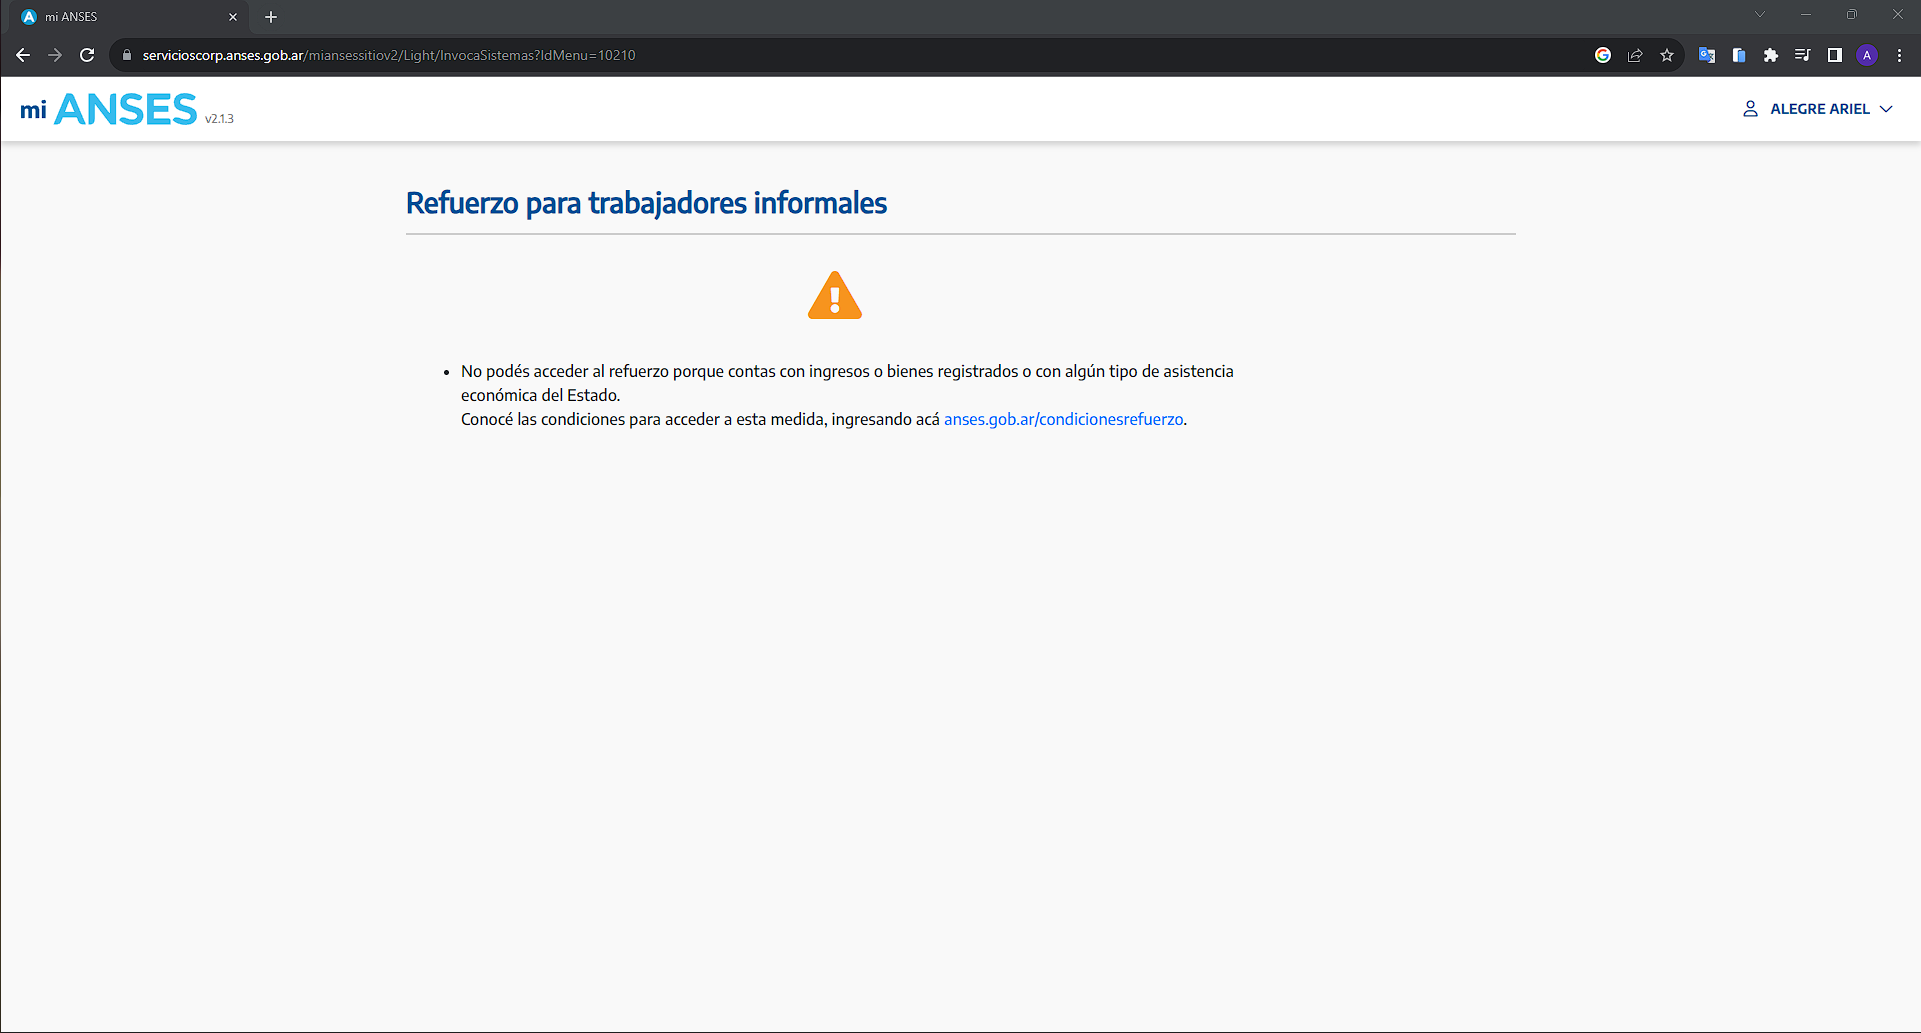 mi ANSES
servicioscorp.anses.gob.ar/miansessitiov2/Light/InvocaSistemas?IdMenu=10210
A
mi ANSES v2.1.3
ALEGRE ARIEL
Refuerzo para trabajadores informales
• No podés acceder al refuerzo porque contas con ingresos o bienes registrados o con algún tipo de asistencia
económica del Estado.
Conocé las condiciones para acceder a esta medida, ingresando acá anses.gob.ar/condicionesrefuerzo.